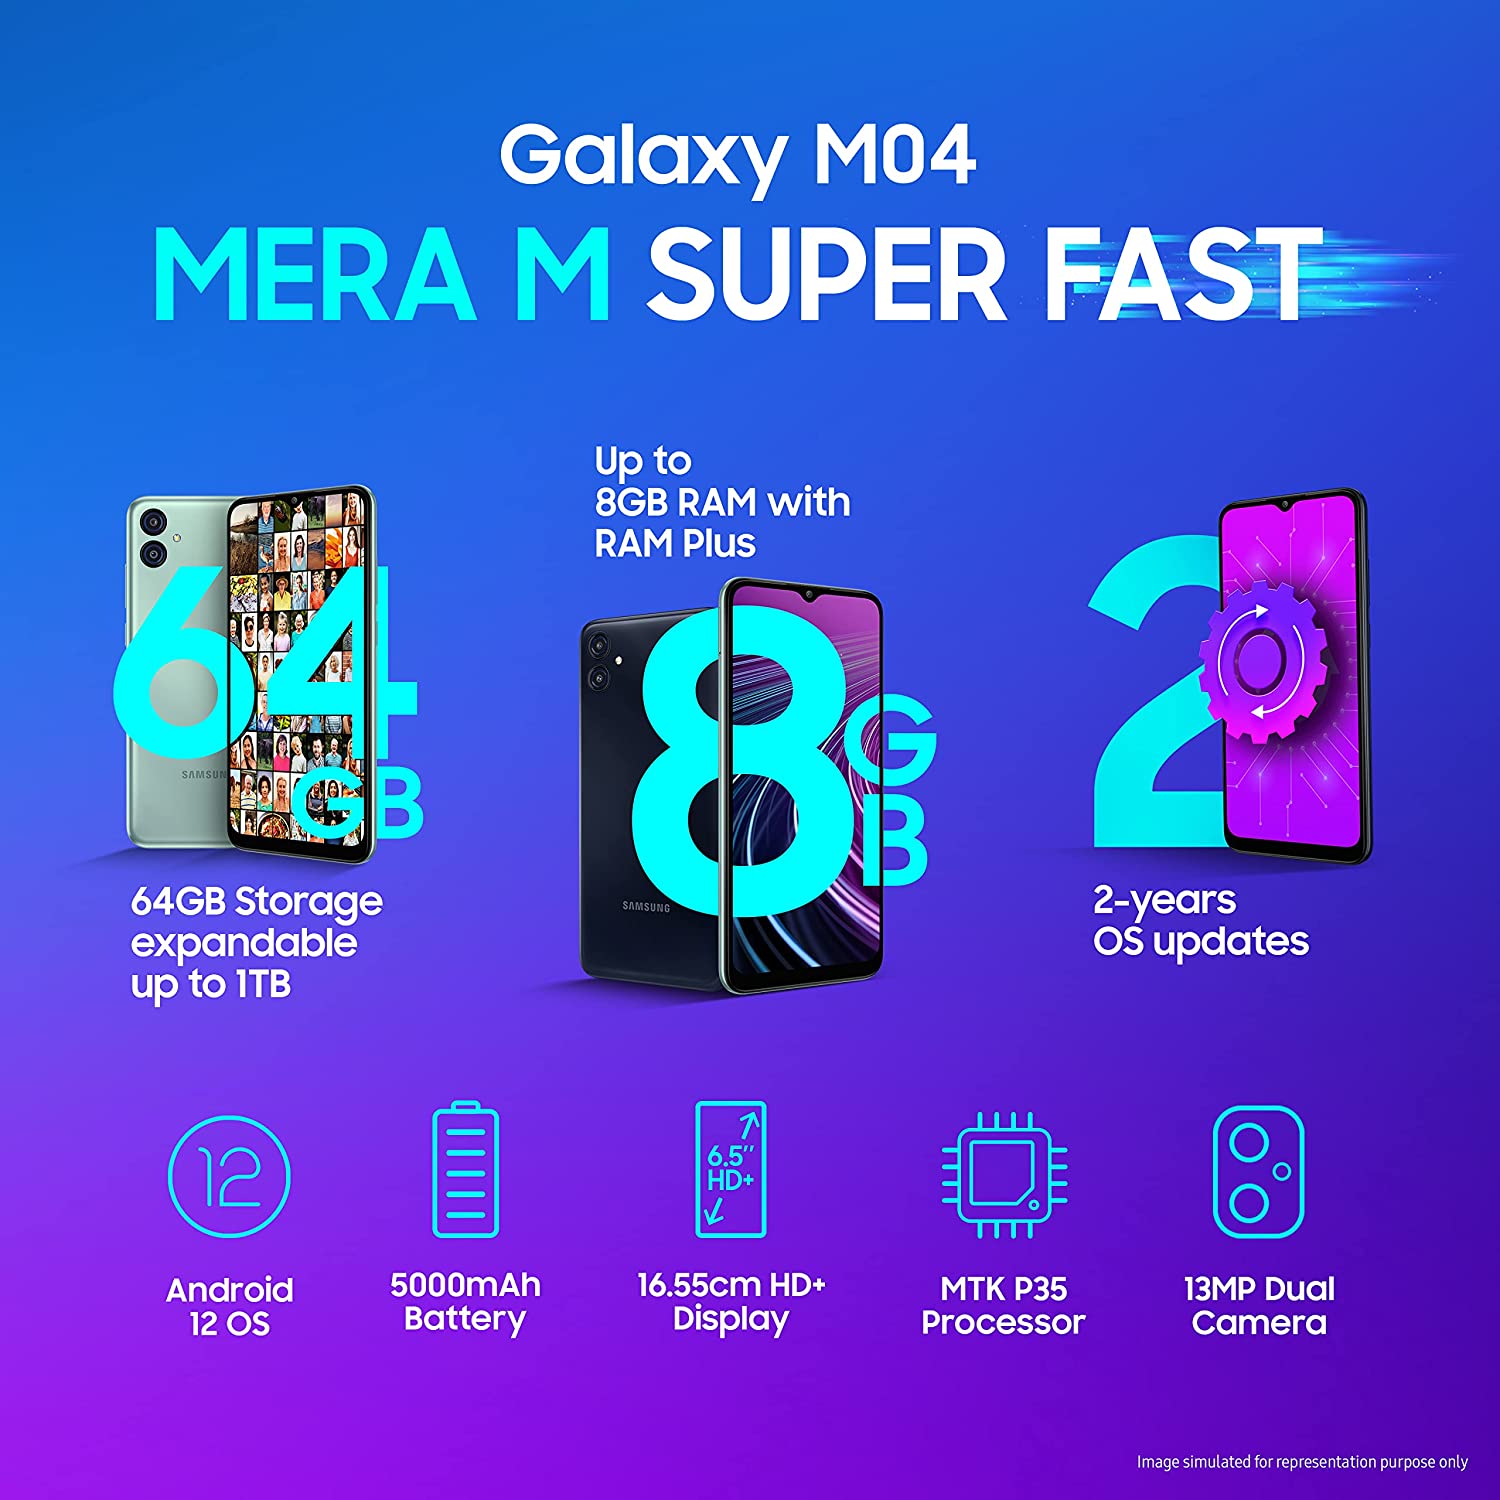 Galaxy M04
MERA M SUPER FAST
64
GB
SAMSUN
64GB Storage
expandable
up to 1TB
Up to
8GB RAM with
RAM Plus
8
G
B
SAMSUNG
2
2-years
OS updates
12
Android
12 OS
5000mAh
Battery
6.5"
HD+
16.55cm HD+
Display
MTK P35
Processor
13MP Dual
Camera
Image simulated for representation purpose only